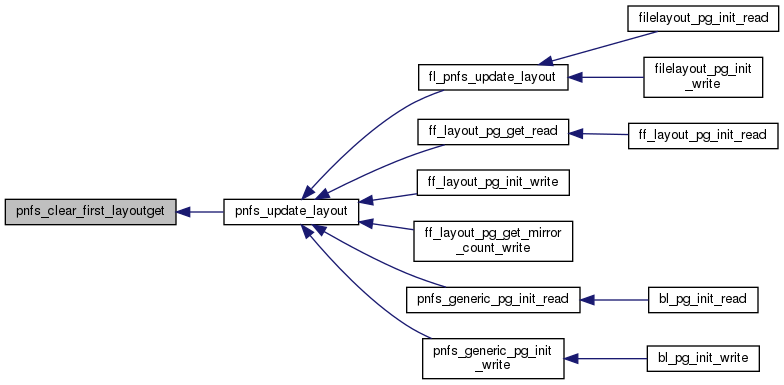 filelayout_pg_init_read
fl_pnfs_update_layout
filelayout_pg_init
_write
ff_layout_pg_get_read
ff_layout_pg_init_read
ff_layout_pg_init_write
pnfs_clear_first_layoutget
pnfs_update_layout
ff_layout_pg_get_mirror
_count_write
pnfs_generic_pg_init_read
bl_pg_init_read
pnfs_generic_pg_init
_write
bl_pg_init_write